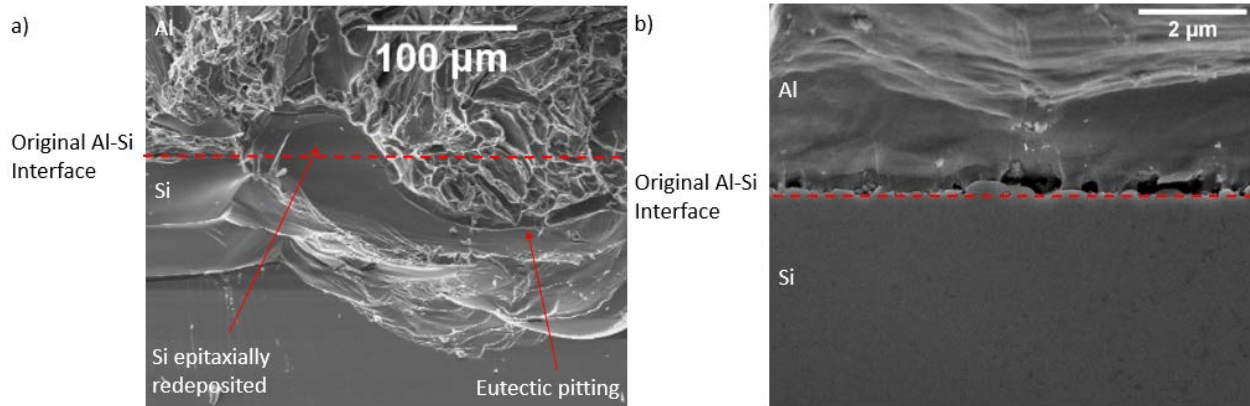 a)
Al
100 µm
Original Al-Si
Interface
Si
Si epitaxially
redeposited
Eutectic pitting
b)
2 µm
Al
Original Al-Si
Interface
Si